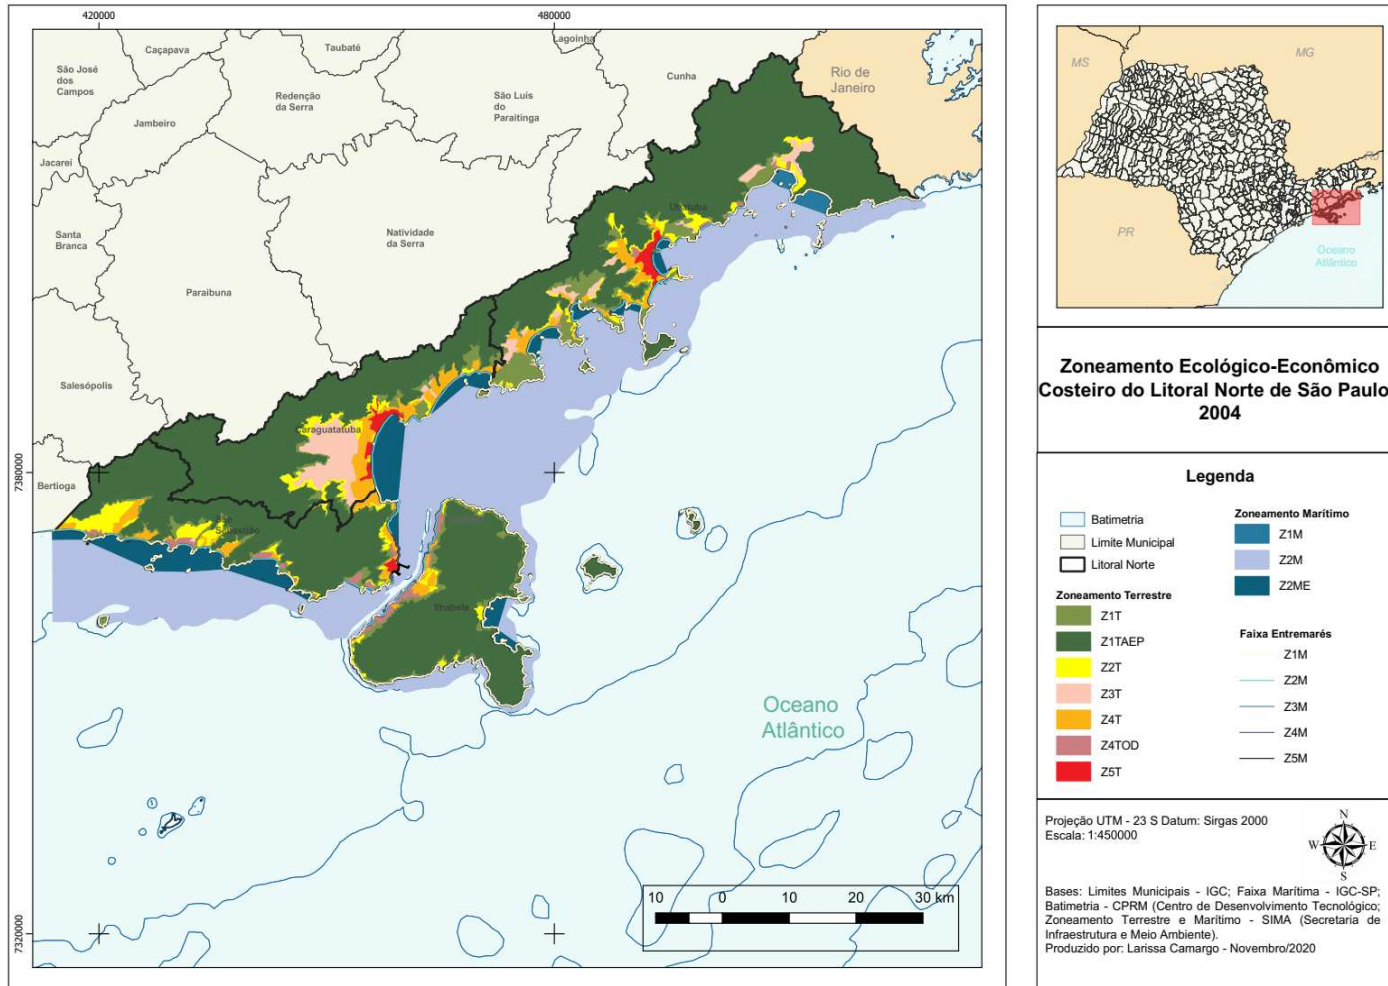 420000
480000
Caçapava
Taubaté
Lagoinha
São José
dos
Campos
Redenção
da Serra
São Luis
do
Paraitinga
Cunha
Rio de
Janeiro
Jambeiro
Jacarei
Santa
Branca
Natividade
da Serra
Ubatuba
Paraibuna
Salesópolis
araguatatuba
Bertioga
São
Sebastião
Ilhabela
Oceano
Atlântico
7380000
7320000
10 0 10 20 30 km
MS
MG
RJ
PR
Oceano
Atlântico
Zoneamento Ecológico-Econômico
Costeiro do Litoral Norte de São Paulo
2004
Legenda
Batimetria
Limite Municipal
Litoral Norte
Zoneamento Terrestre
Z1T
Z1TAEP
Z2T
Z3T
Z4T
Z4TOD
Z5T
Zoneamento Marítimo
Z1M
Z2M
Z2ME
Faixa Entremarés
Z1M
Z2M
Z3M
Z4M
Z5M
Projeção UTM - 23 S Datum: Sirgas 2000
Escala: 1:450000
N
W E
S
Bases: Limites Municipais - IGC; Faixa Marítima - IGC-SP;
Batimetria - CPRM (Centro de Desenvolvimento Tecnológico;
Zoneamento Terrestre e Marítimo - SIMA (Secretaria de
Infraestrutura e Meio Ambiente).
Produzido por: Larissa Camargo - Novembro/2020